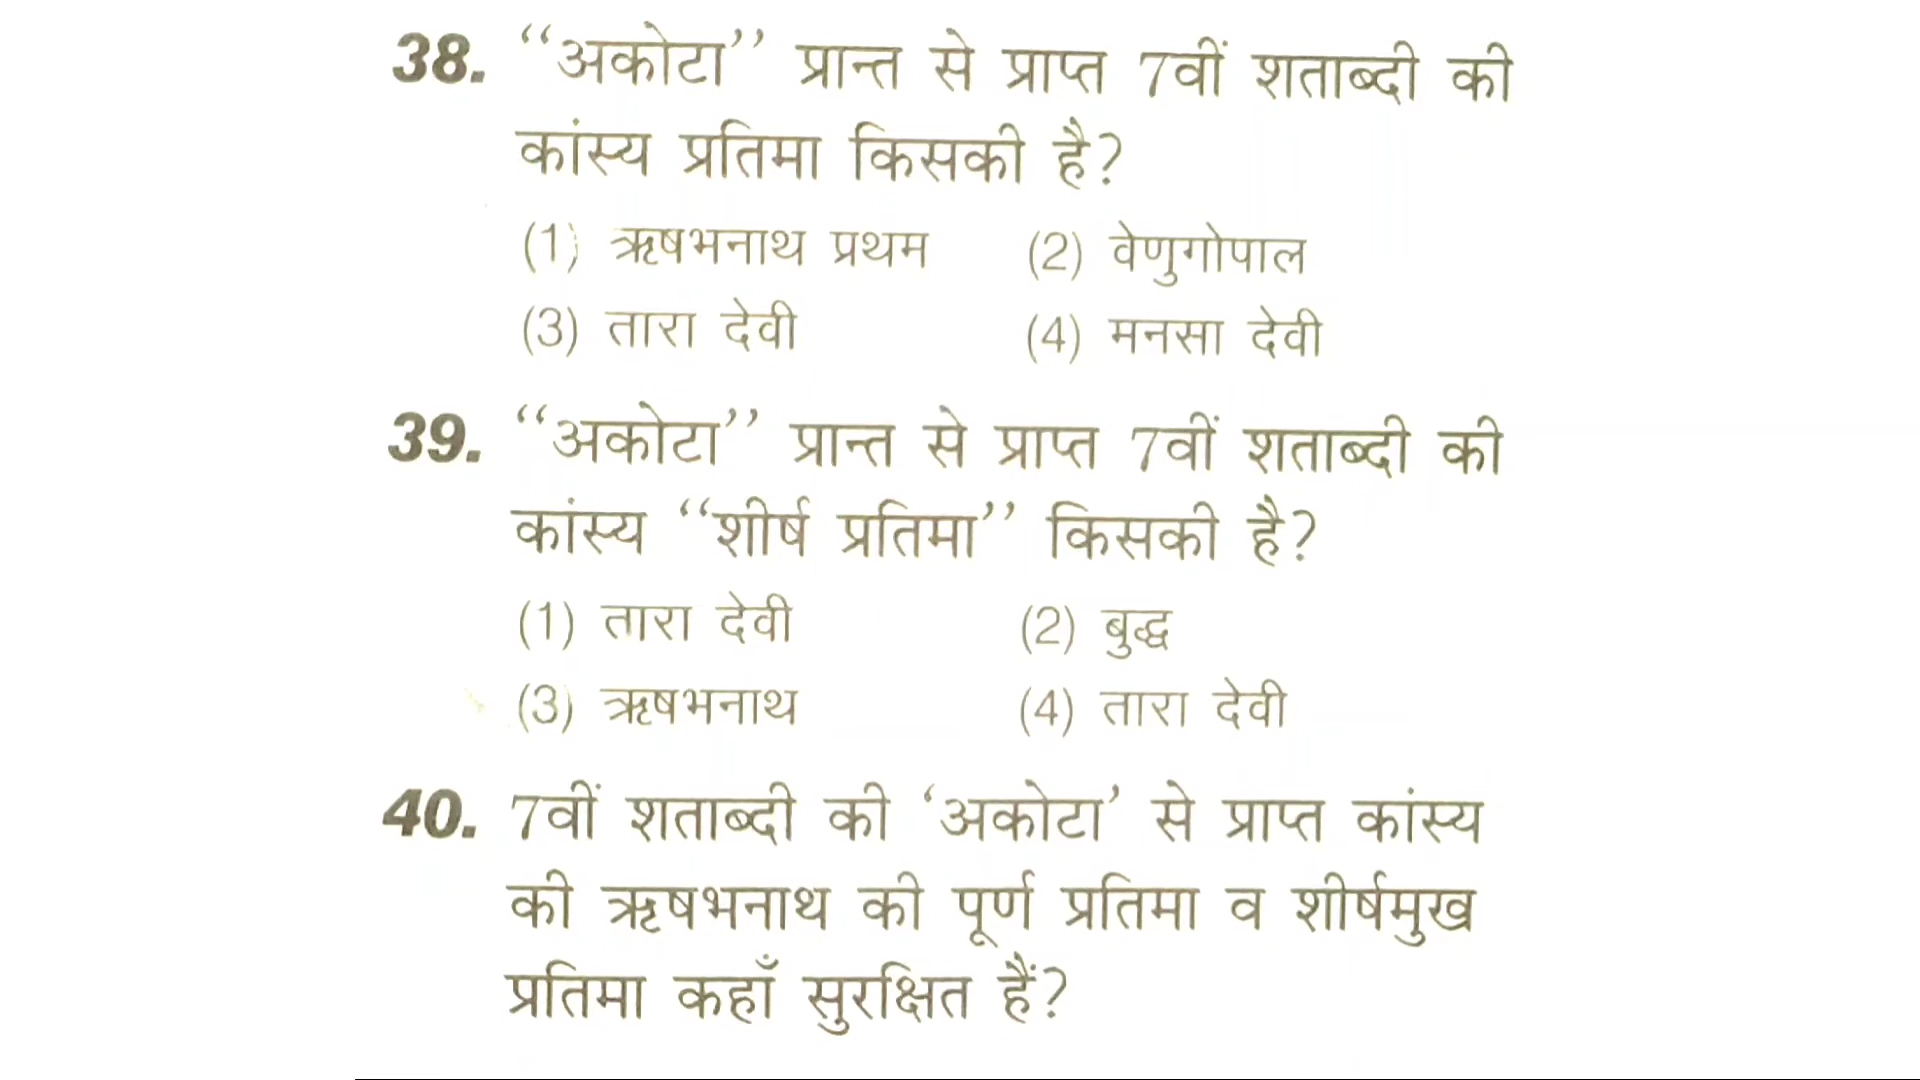 38. “अकोटा” प्रान्त से प्राप्त 7वीं शताब्दी की
कांस्य प्रतिमा किसकी है?
(1) ऋषभनाथ प्रथम (2) वेणुगोपाल
(3) तारा देवी (4) मनसा देवी
39. “अकोटा” प्रान्त से प्राप्त 7वीं शताब्दी की
कांस्य “शीर्ष प्रतिमा” किसकी है?
(1) तारा देवी (2) बुद्ध
(3) ऋषभनाथ (4) तारा देवी
40. 7वीं शताब्दी की ‘अकोटा’ से प्राप्त कांस्य
की ऋषभनाथ की पूर्ण प्रतिमा व शीर्षमुख
प्रतिमा कहाँ सुरक्षित हैं?